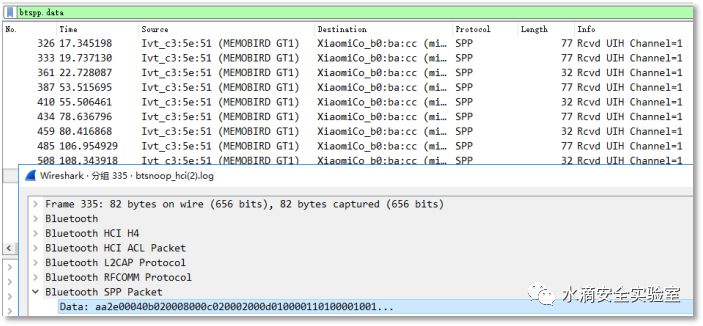 btspp.data
No. Time Source Destination Protocol Length Info
326 17.345198 Ivt_c3:5e:51 (MEMOBIRD GT1) XiaomiCo_b0:ba:cc (mi… SPP 77 Rcvd UIH Channel=1
333 19.737130 Ivt_c3:5e:51 (MEMOBIRD GT1) XiaomiCo_b0:ba:cc (mi… SPP 77 Rcvd UIH Channel=1
361 22.728087 Ivt_c3:5e:51 (MEMOBIRD GT1) XiaomiCo_b0:ba:cc (mi… SPP 32 Rcvd UIH Channel=1
387 53.515695 Ivt_c3:5e:51 (MEMOBIRD GT1) XiaomiCo_b0:ba:cc (mi… SPP 77 Rcvd UIH Channel=1
410 55.506461 Ivt_c3:5e:51 (MEMOBIRD GT1) XiaomiCo_b0:ba:cc (mi… SPP 32 Rcvd UIH Channel=1
434 78.636796 Ivt_c3:5e:51 (MEMOBIRD GT1) XiaomiCo_b0:ba:cc (mi… SPP 77 Rcvd UIH Channel=1
459 80.416868 Ivt_c3:5e:51 (MEMOBIRD GT1) XiaomiCo_b0:ba:cc (mi… SPP 32 Rcvd UIH Channel=1
485 106.954929 Ivt_c3:5e:51 (MEMOBIRD GT1) XiaomiCo_b0:ba:cc (mi… SPP 77 Rcvd UIH Channel=1
508 108.343918 Ivt_c3:5e:51 (MEMOBIRD GT1) XiaomiCo_b0:ba:cc (mi… SPP 32 Rcvd UIH Channel=1
Wireshark · 分组 335 · btsnoop_hci(2).log
Frame 335: 82 bytes on wire (656 bits), 82 bytes captured (656 bits)
Bluetooth
Bluetooth HCI H4
Bluetooth HCI ACL Packet
Bluetooth L2CAP Protocol
Bluetooth RFCOMM Protocol
Bluetooth SPP Packet
Data: aa2e00040b020008000c020002000d010000110100001001...
水滴安全实验室